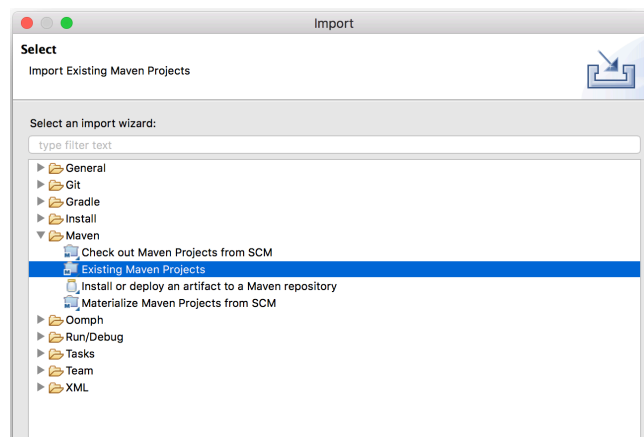 Import
Select
Import Existing Maven Projects
Select an import wizard:
type filter text
General
Git
Gradle
Install
Maven
Check out Maven Projects from SCM
Existing Maven Projects
Install or deploy an artifact to a Maven repository
Materialize Maven Projects from SCM
Oomph
Run/Debug
Tasks
Team
XML